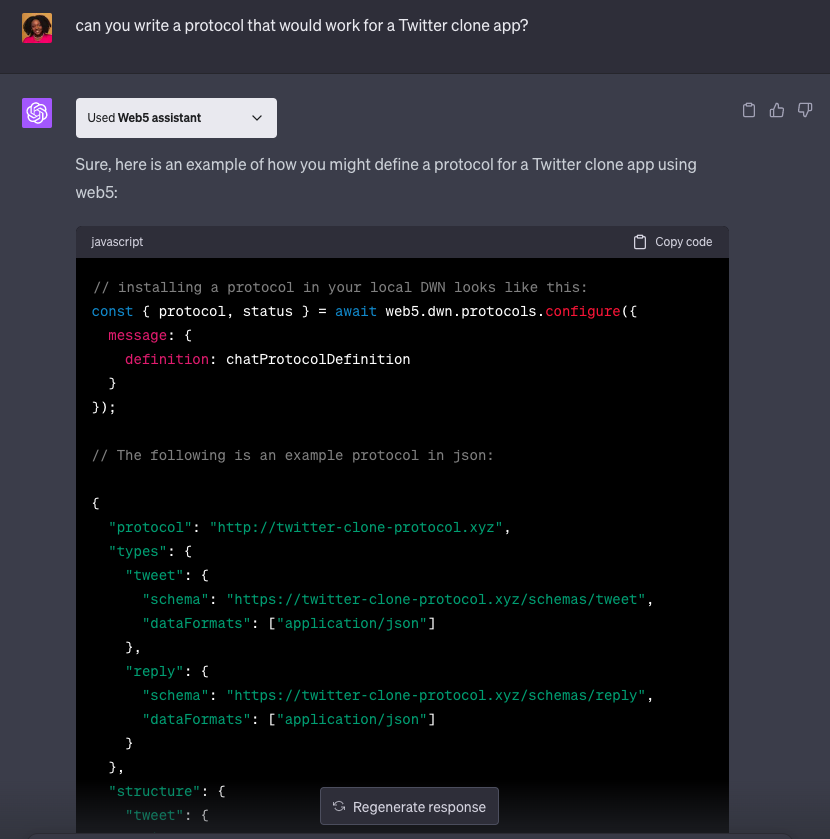 can you write a protocol that would work for a Twitter clone app?
Used Web5 assistant
Sure, here is an example of how you might define a protocol for a Twitter clone app using
web5:
javascript
Copy code
// installing a protocol in your local DWN looks like this:
const { protocol, status } = await web5.dwn.protocols.configure({
  message: {
    definition: chatProtocolDefinition
  }
});
// The following is an example protocol in json:
{
  "protocol": "http://twitter-clone-protocol.xyz",
  "types": {
    "tweet": {
      "schema": "https://twitter-clone-protocol.xyz/schemas/tweet",
      "dataFormats": ["application/json"]
    },
    "reply": {
      "schema": "https://twitter-clone-protocol.xyz/schemas/reply",
      "dataFormats": ["application/json"]
    }
  },
  "structure": {
    "tweet": {
Regenerate response